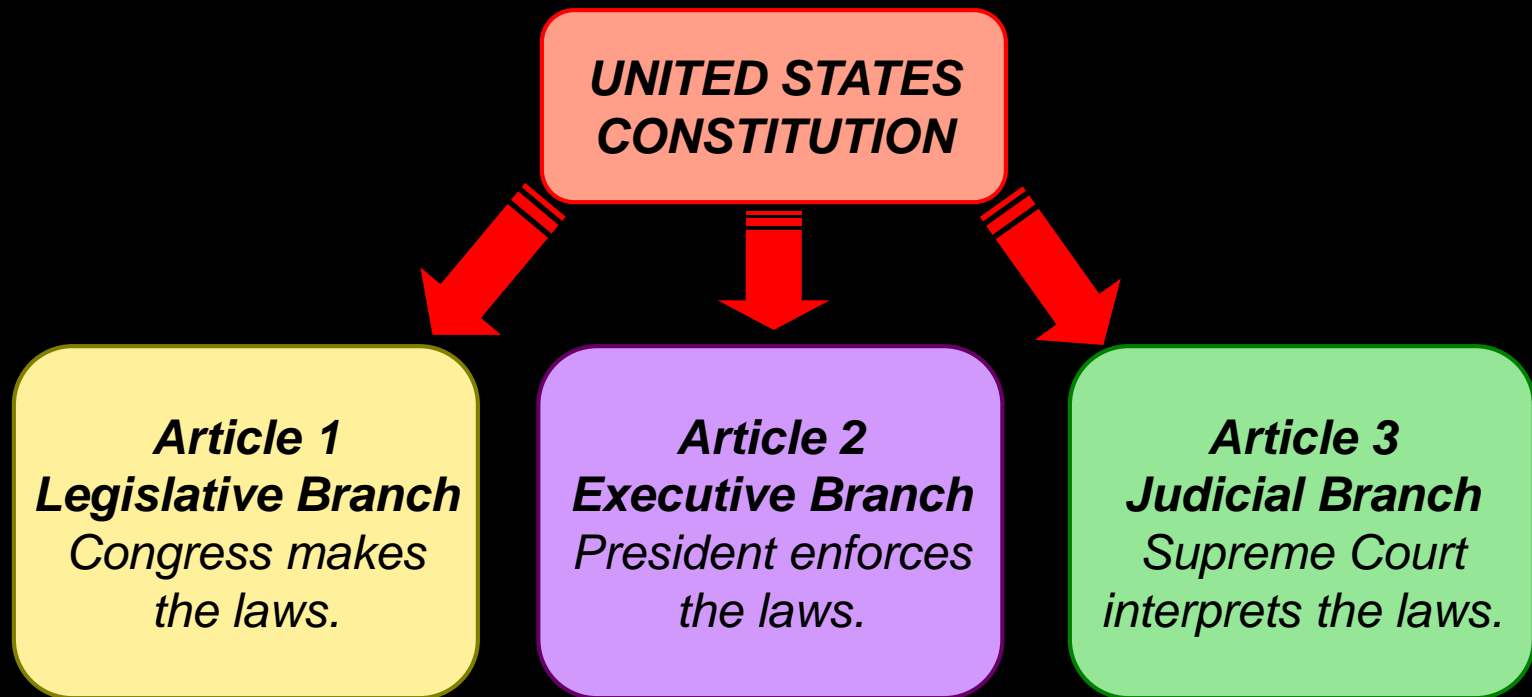 UNITED STATES
CONSTITUTION
Article 1
Legislative Branch
Congress makes
the laws.
Article 2
Executive Branch
President enforces
the laws.
Article 3
Judicial Branch
Supreme Court
interprets the laws.